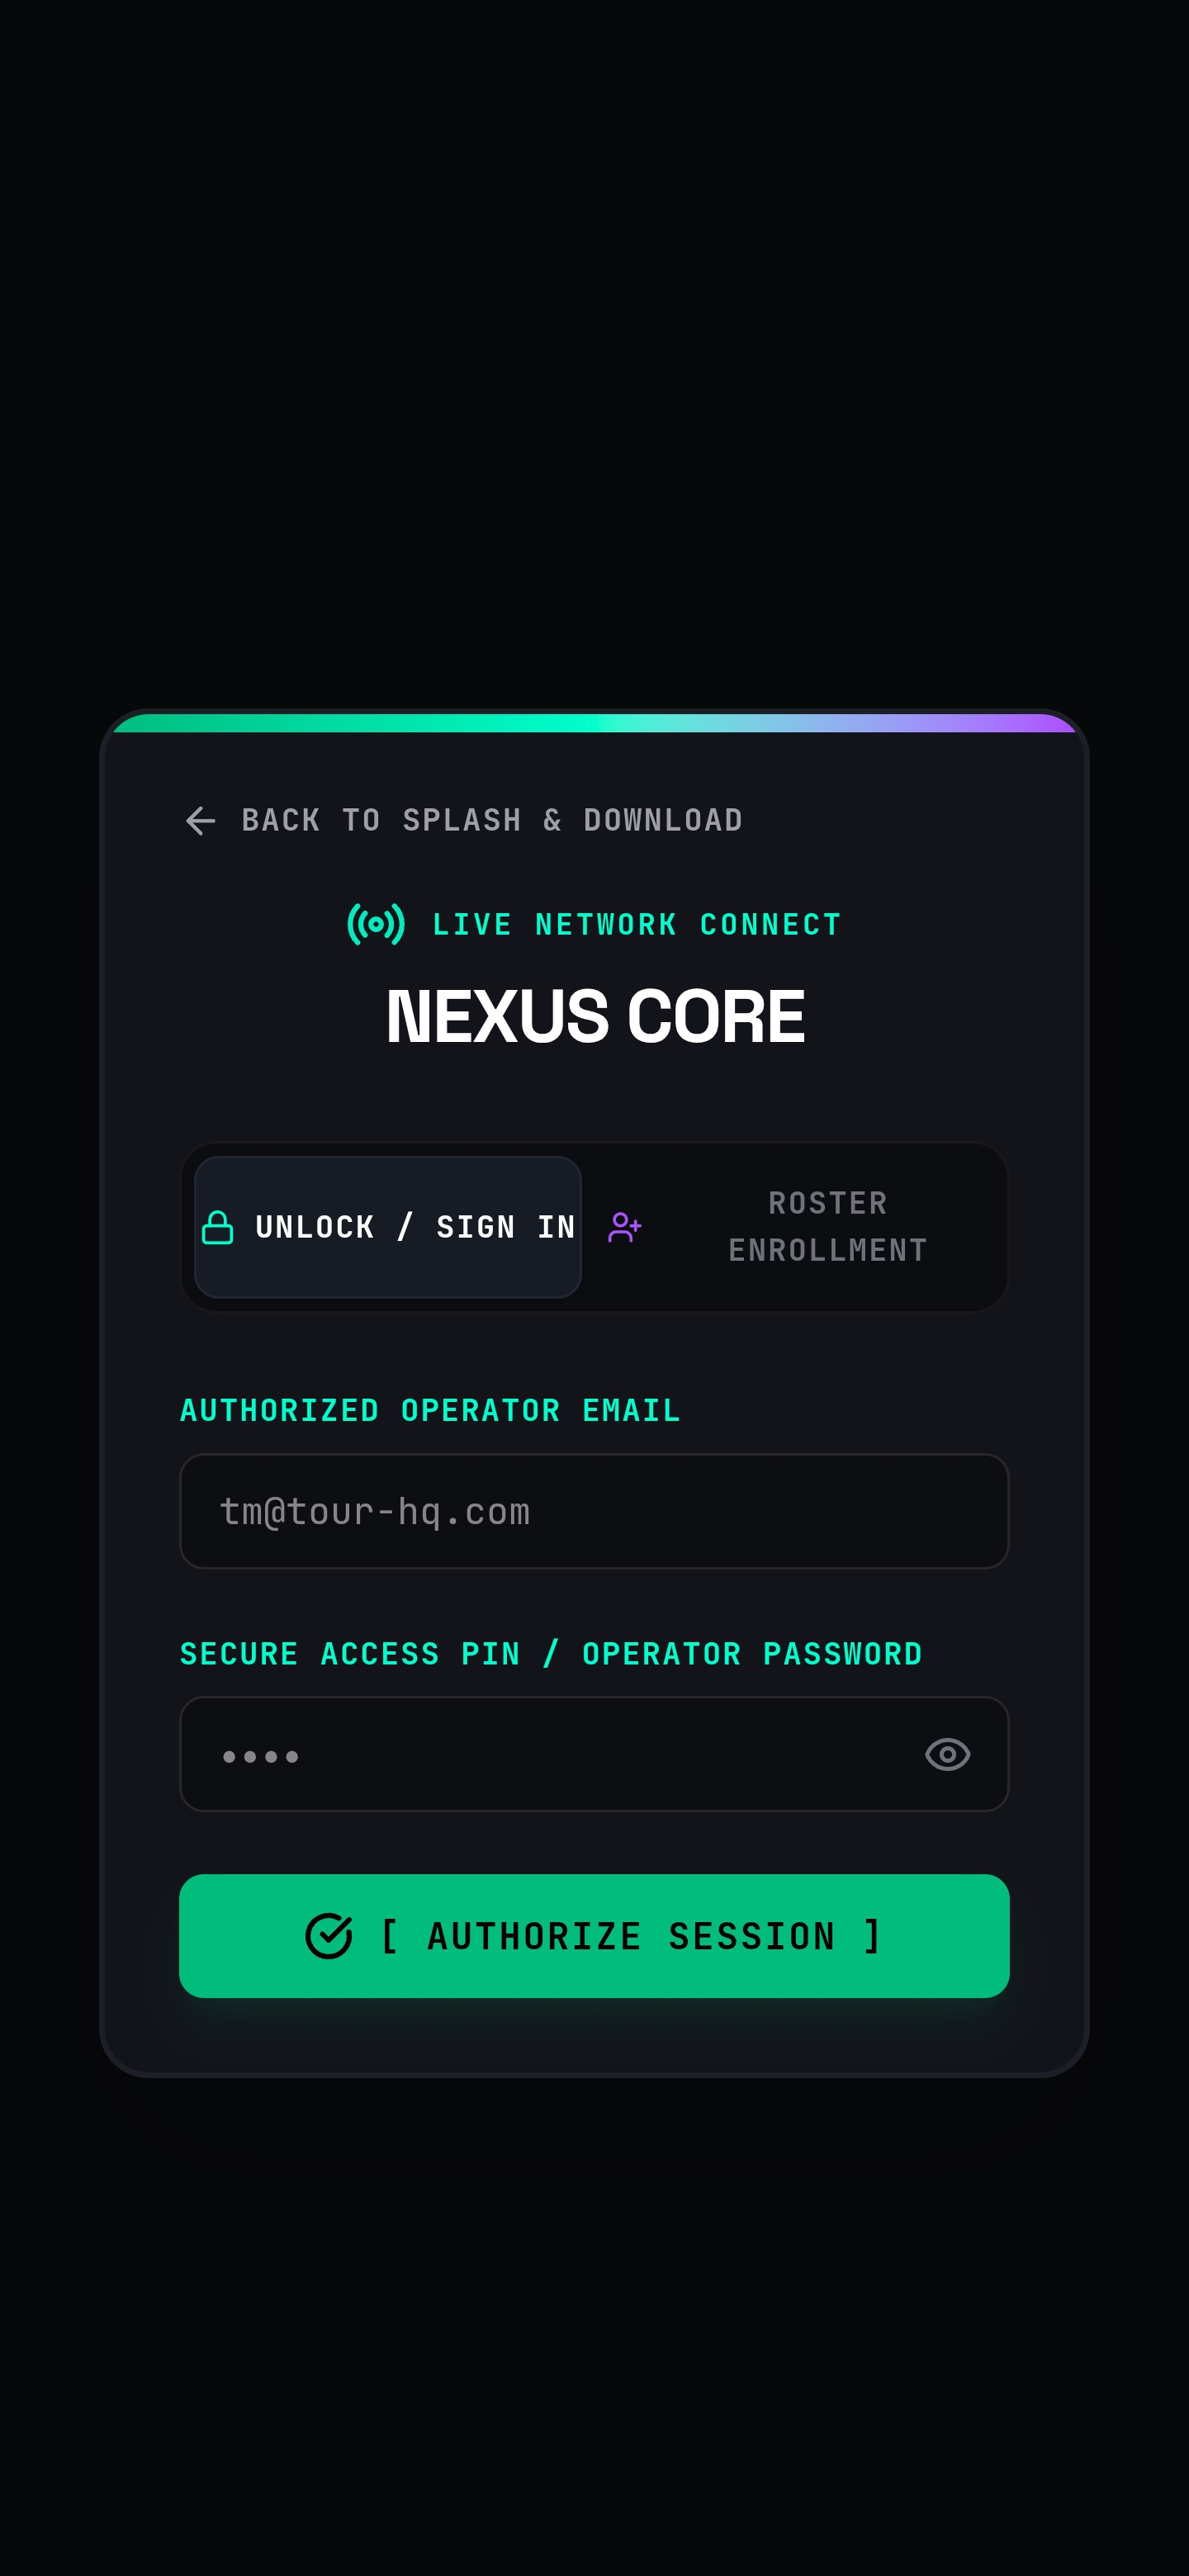 BACK TO SPLASH & DOWNLOAD
LIVE NETWORK CONNECT
NEXUS CORE
UNLOCK / SIGN IN
ROSTER
ENROLLMENT
AUTHORIZED OPERATOR EMAIL
tm@tour-hq.com
SECURE ACCESS PIN / OPERATOR PASSWORD
••••
[ AUTHORIZE SESSION ]